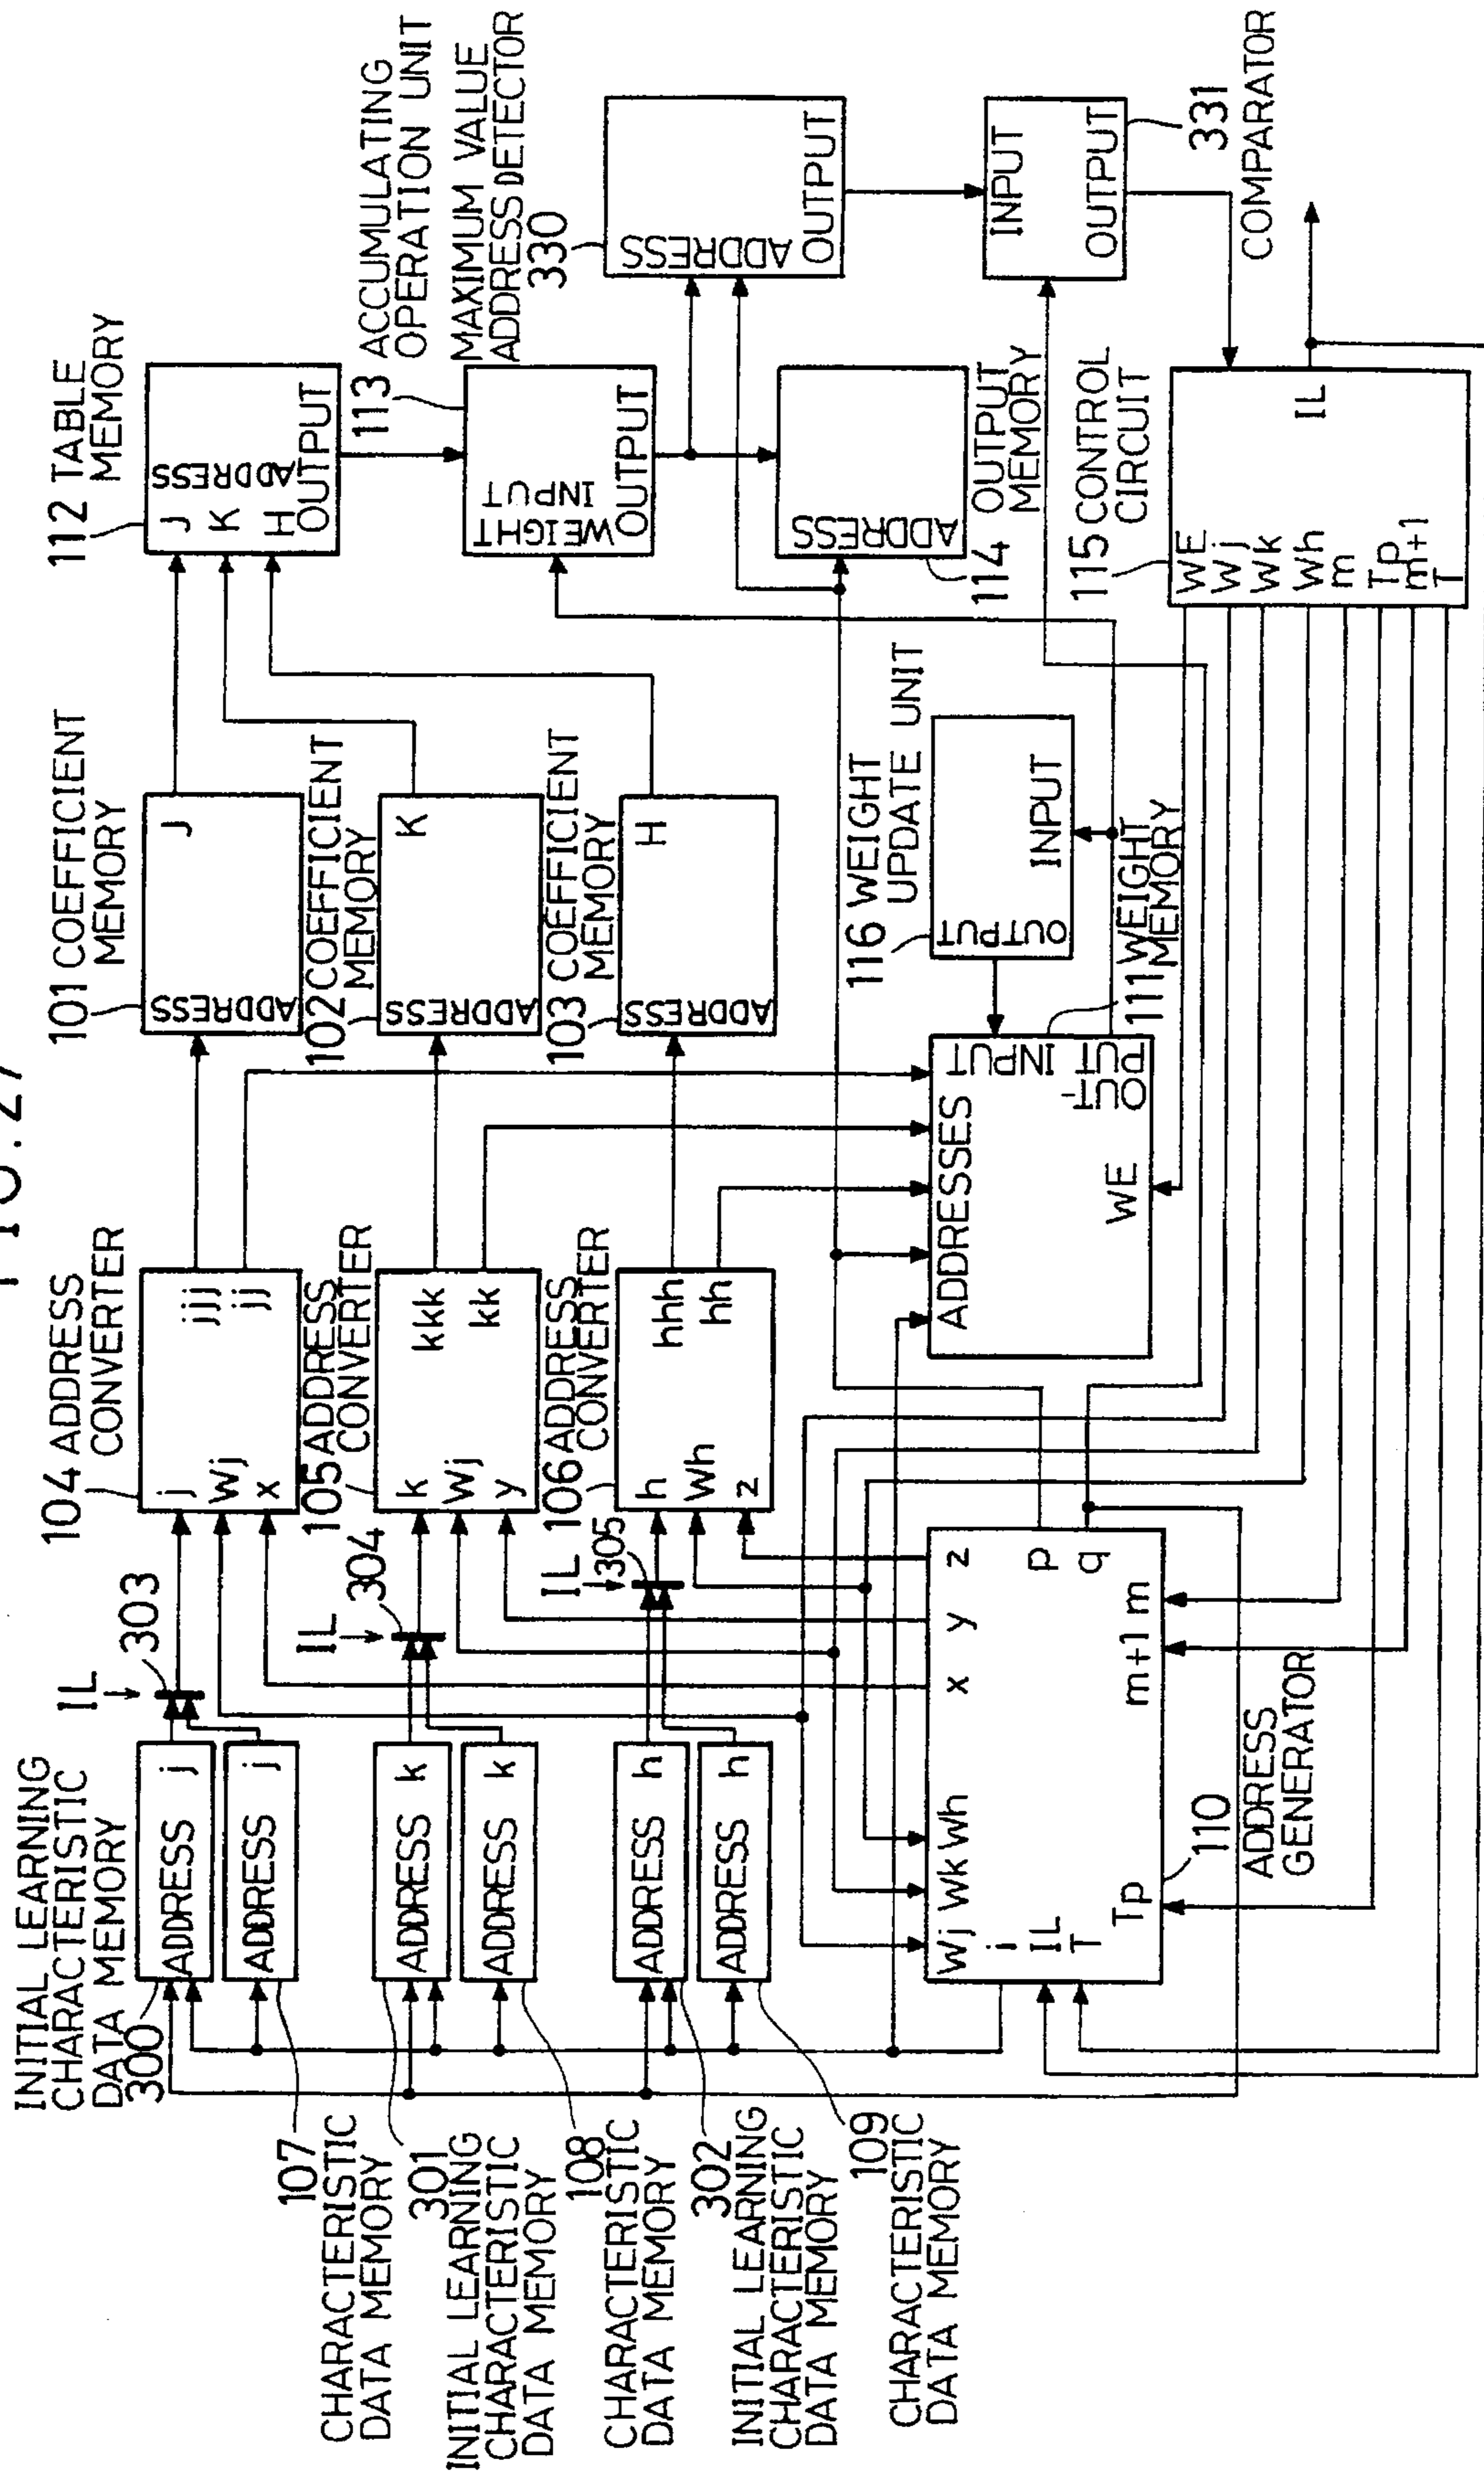 FIG. 27
INITIAL LEARNING
CHARACTERISTIC
DATA MEMORY
300
ADDRESS j
ADDRESS j
107
CHARACTERISTIC
DATA MEMORY
IL
303
104 ADDRESS
CONVERTER
j
Wj
x
jjj
jj
101 COEFFICIENT
MEMORY
ADDRESS
J
112 TABLE
MEMORY
J
K
H
ADDRESS
OUTPUT
301
INITIAL LEARNING
CHARACTERISTIC
DATA MEMORY
ADDRESS k
ADDRESS k
108
CHARACTERISTIC
DATA MEMORY
IL
304
105 ADDRESS
CONVERTER
k
Wj
y
kkk
kk
102 COEFFICIENT
MEMORY
ADDRESS
K
113 ACCUMULATING
OPERATION UNIT
WEIGHT
INPUT
OUTPUT
MAXIMUM VALUE
ADDRESS DETECTOR
330
ADDRESS
OUTPUT
302
INITIAL LEARNING
CHARACTERISTIC
DATA MEMORY
ADDRESS h
ADDRESS h
109
CHARACTERISTIC
DATA MEMORY
IL
305
106 ADDRESS
CONVERTER
h
Wh
z
hhh
hh
103 COEFFICIENT
MEMORY
ADDRESS
H
ADDRESS
114 OUTPUT
MEMORY
INPUT
OUTPUT
331
COMPARATOR
Wj Wk Wh x y z
i
IL
T
p
q
Tp m+1 m
110
ADDRESS
GENERATOR
ADDRESSES
INPUT
OUT-
PUT
WE
111 WEIGHT
MEMORY
116 WEIGHT
UPDATE UNIT
OUTPUT
INPUT
115 CONTROL
CIRCUIT
WE
Wj
Wk
Wh
m
Tp
m+1
T
IL